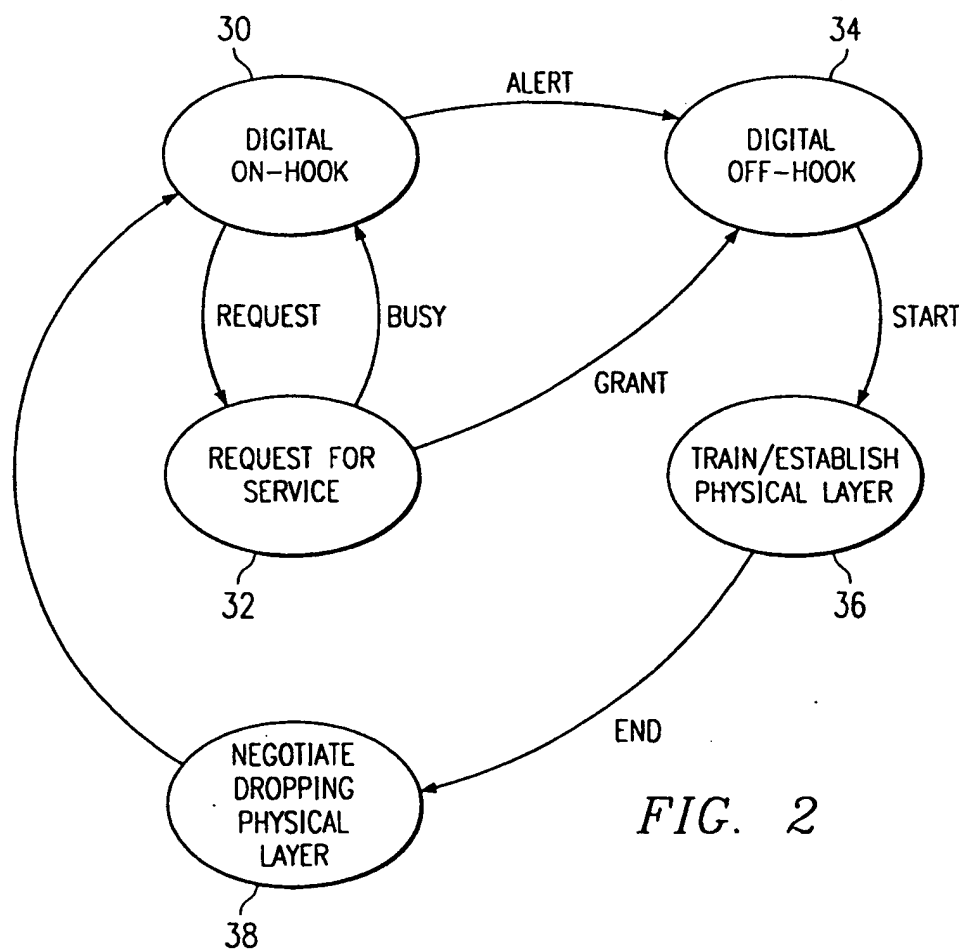 30
34
ALERT
DIGITAL
ON-HOOK
DIGITAL
OFF-HOOK
REQUEST
BUSY
START
GRANT
REQUEST FOR
SERVICE
TRAIN/ESTABLISH
PHYSICAL LAYER
32
36
END
NEGOTIATE
DROPPING
PHYSICAL
LAYER
FIG. 2
38